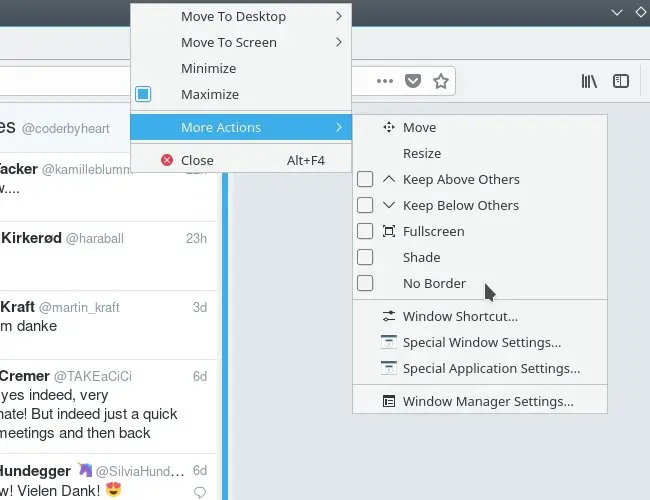 Move To Desktop
Move To Screen
Minimize
Maximize
More Actions
Close Alt+F4
Move
Resize
Keep Above Others
Keep Below Others
Fullscreen
Shade
No Border
Window Shortcut...
Special Window Settings...
Special Application Settings...
Window Manager Settings...
es @coderbyheart
acker @kamilleblumm
w....
Kirkerød @haraball 23h
Kraft @martin_kraft 3d
m danke
Cremer @TAKEaCiCi 6d
yes indeed, very
nate! But indeed just a quick
meetings and then back
Hundegger 🦄 @SilviaHund... 6d
w! Vielen Dank! 😍